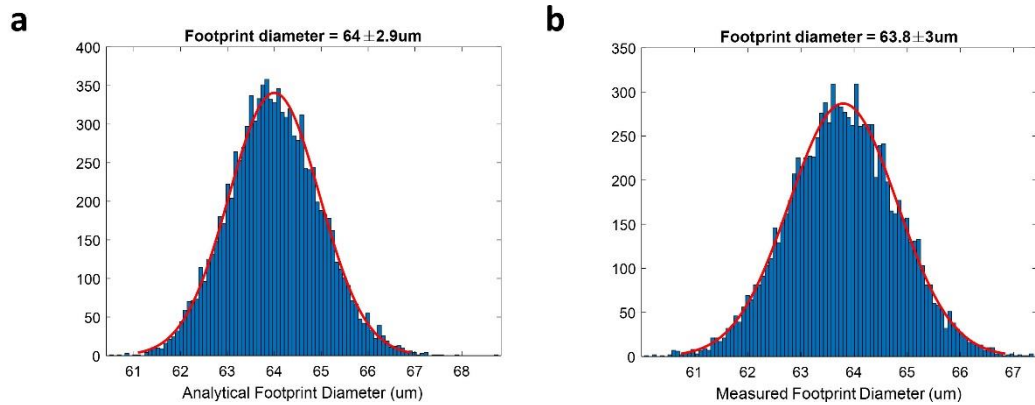 a
Footprint diameter = 64±2.9um
400
350
300
250
200
150
100
50
0
61 62 63 64 65 66 67 68
Analytical Footprint Diameter (um)
b
Footprint diameter = 63.8±3um
350
300
250
200
150
100
50
0
61 62 63 64 65 66 67
Measured Footprint Diameter (um)